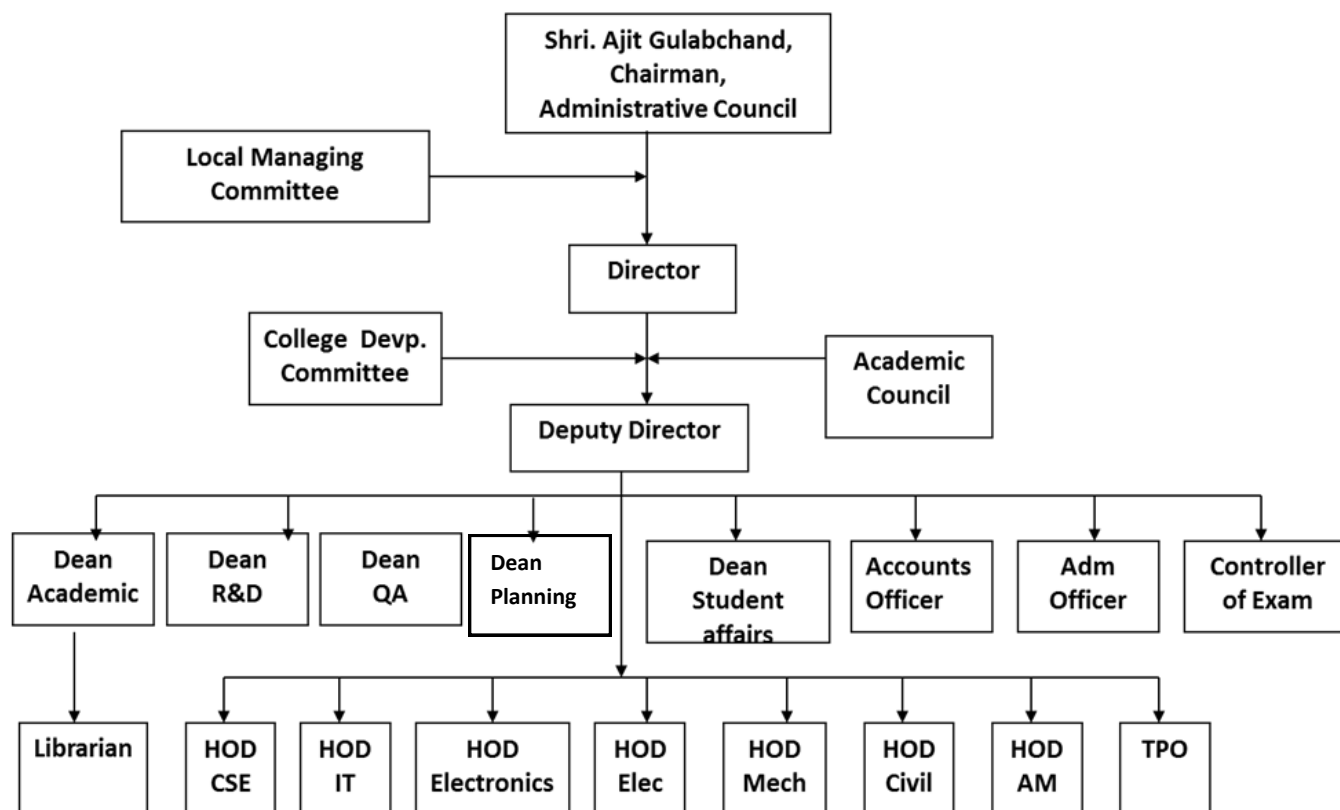 Shri. Ajit Gulabchand,
Chairman,
Administrative Council
Local Managing
Committee
Director
College Devp.
Committee
Academic
Council
Deputy Director
Dean
Academic
Dean
R&D
Dean
QA
Dean
Planning
Dean
Student
affairs
Accounts
Officer
Adm
Officer
Controller
of Exam
Librarian
HOD
CSE
HOD
IT
HOD
Electronics
HOD
Elec
HOD
Mech
HOD
Civil
HOD
AM
TPO